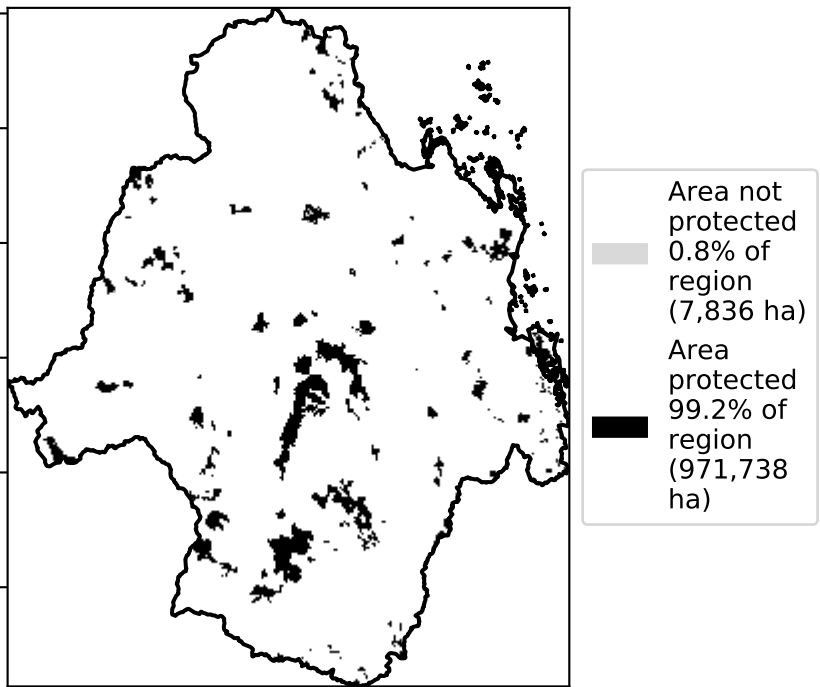 Area not
protected
0.8% of
region
(7,836 ha)
Area
protected
99.2% of
region
(971,738
ha)